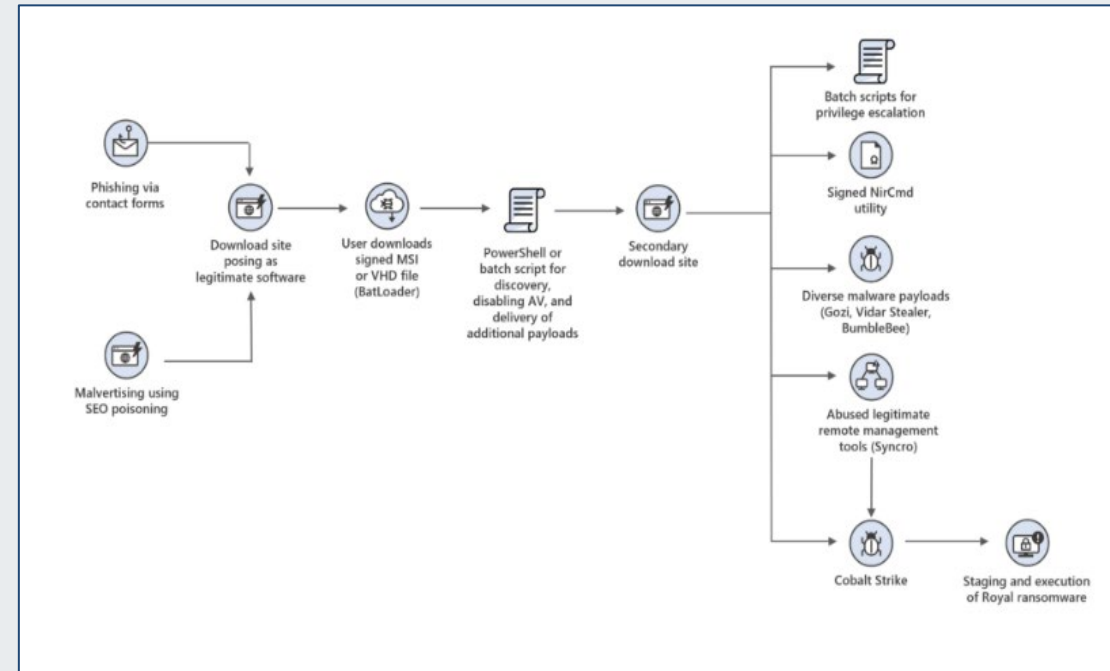 Phishing via
contact forms
Download site
posing as
legitimate software
Malvertising using
SEO poisoning
User downloads
signed MSI
or VHD file
(BatLoader)
PowerShell or
batch script for
discovery,
disabling AV, and
delivery of
additional payloads
Secondary
download site
Batch scripts for
privilege escalation
Signed NirCmd
utility
Diverse malware payloads
(Gozi, Vidar Stealer,
BumbleBee)
Abused legitimate
remote management
tools (Syncro)
Cobalt Strike
Staging and execution
of Royal ransomware